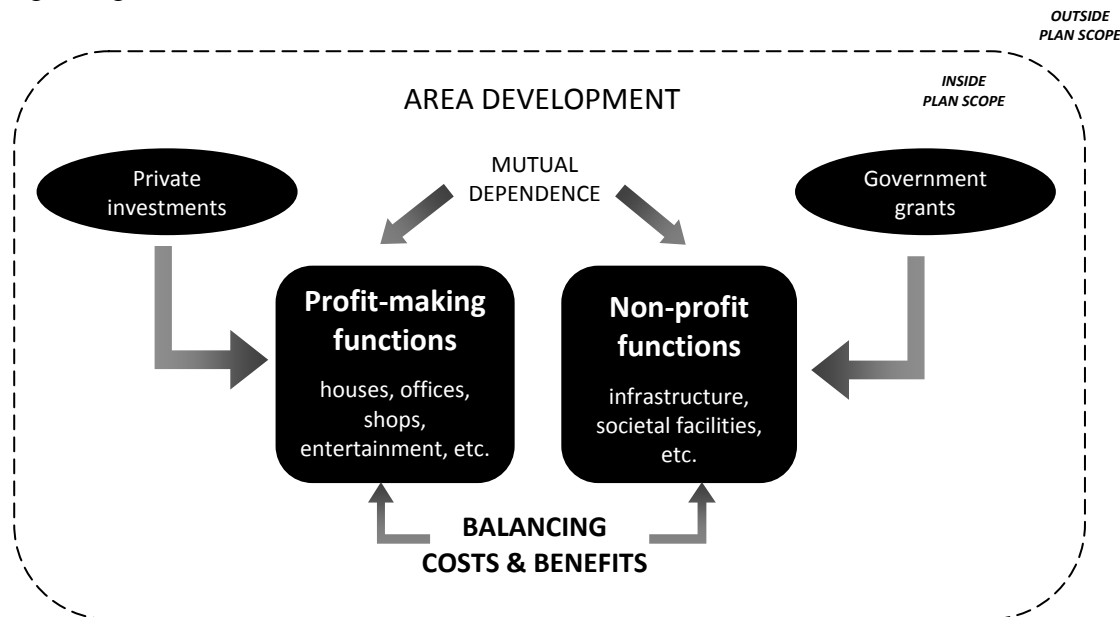 OUTSIDE
PLAN SCOPE
INSIDE
PLAN SCOPE
AREA DEVELOPMENT
Private
investments
MUTUAL
DEPENDENCE
Government
grants
Profit-making
functions
houses, offices,
shops,
entertainment, etc.
Non-profit
functions
infrastructure,
societal facilities,
etc.
BALANCING
COSTS & BENEFITS